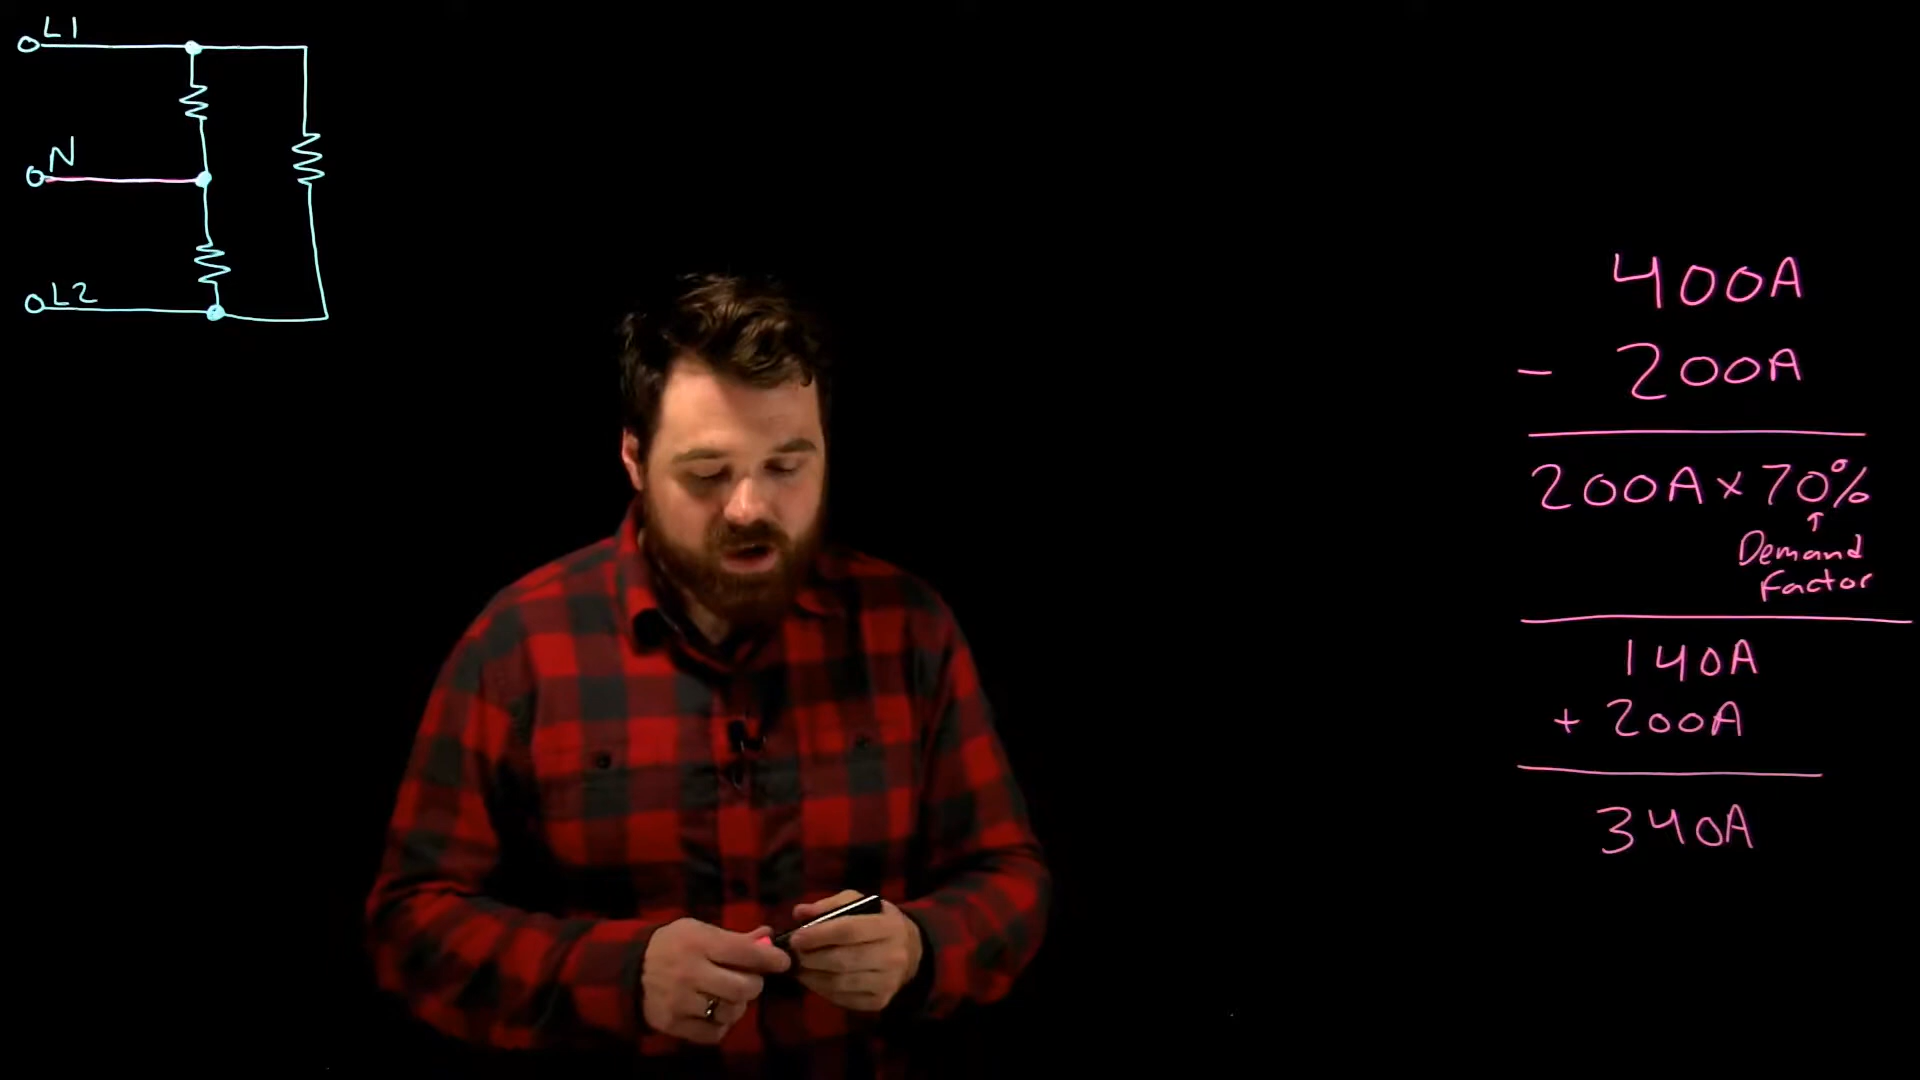 L1
N
L2
400A
- 200A
200A x 70%
↑
Demand
Factor
140A
+ 200A
340A